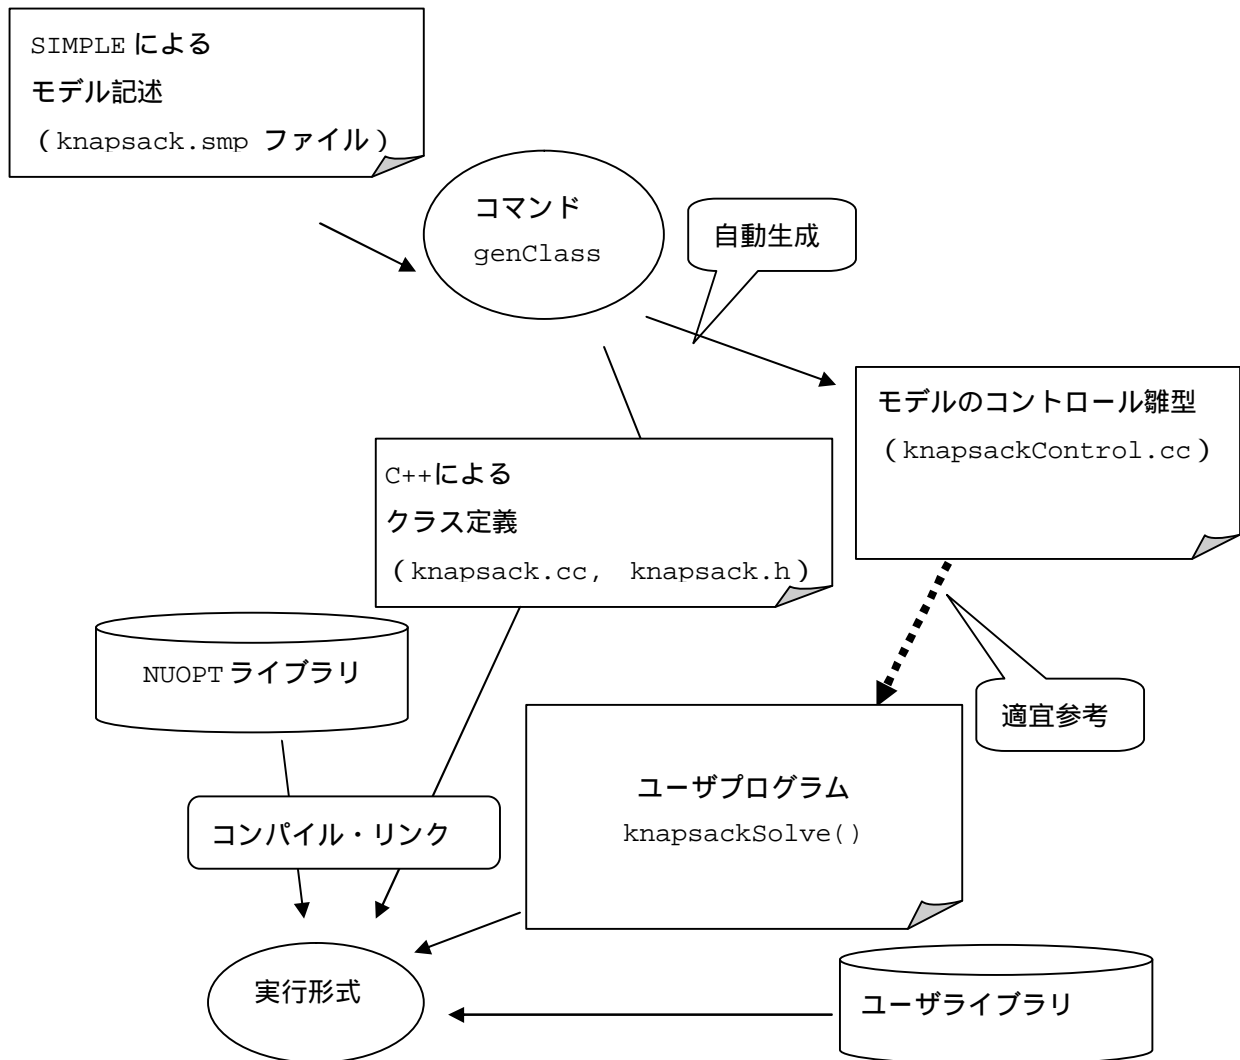 SIMPLE による
モデル記述
(knapsack.smp ファイル)
コマンド
genClass
自動生成
モデルのコントロール雛型
(knapsackControl.cc)
C++による
クラス定義
(knapsack.cc, knapsack.h)
NUOPT ライブラリ
適宜参考
ユーザプログラム
knapsackSolve()
コンパイル・リンク
実行形式
ユーザライブラリ